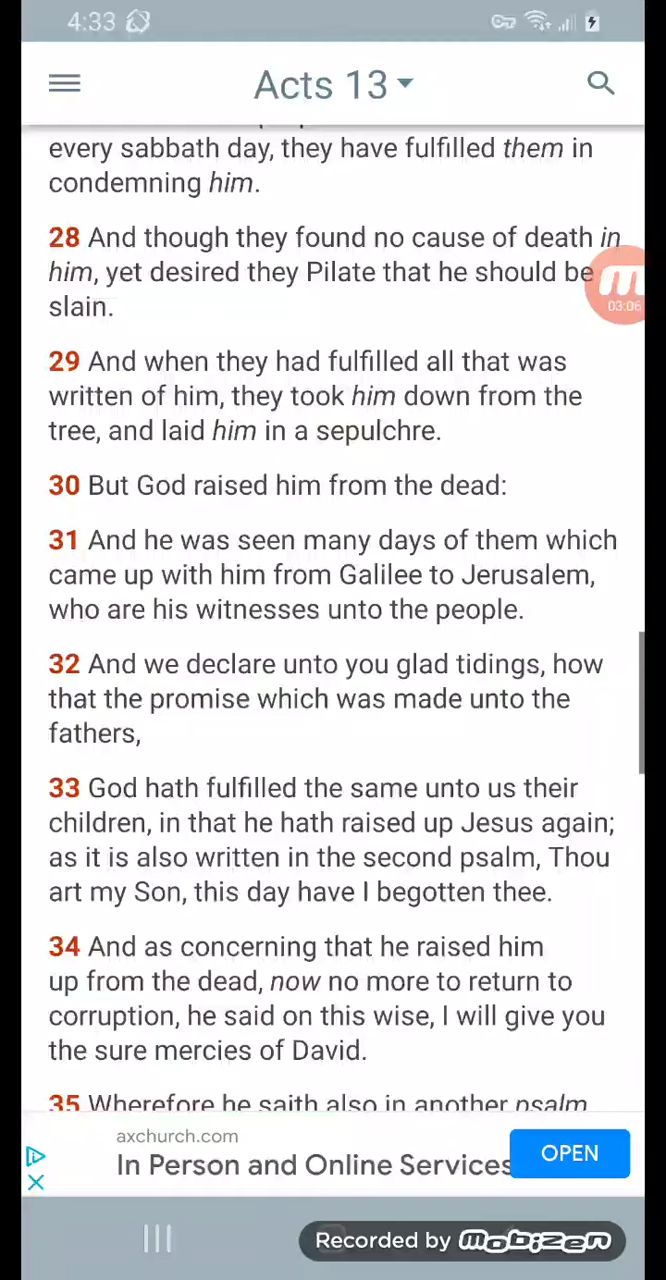 4:33
Acts 13
every sabbath day, they have fulfilled them in
condemning him.
28 And though they found no cause of death in
him, yet desired they Pilate that he should be
slain.
03:06
29 And when they had fulfilled all that was
written of him, they took him down from the
tree, and laid him in a sepulchre.
30 But God raised him from the dead:
31 And he was seen many days of them which
came up with him from Galilee to Jerusalem,
who are his witnesses unto the people.
32 And we declare unto you glad tidings, how
that the promise which was made unto the
fathers,
33 God hath fulfilled the same unto us their
children, in that he hath raised up Jesus again;
as it is also written in the second psalm, Thou
art my Son, this day have I begotten thee.
34 And as concerning that he raised him
up from the dead, now no more to return to
corruption, he said on this wise, I will give you
the sure mercies of David.
35 Wherefore he saith also in another psalm
axchurch.com
In Person and Online Services
OPEN
Recorded by mobizen